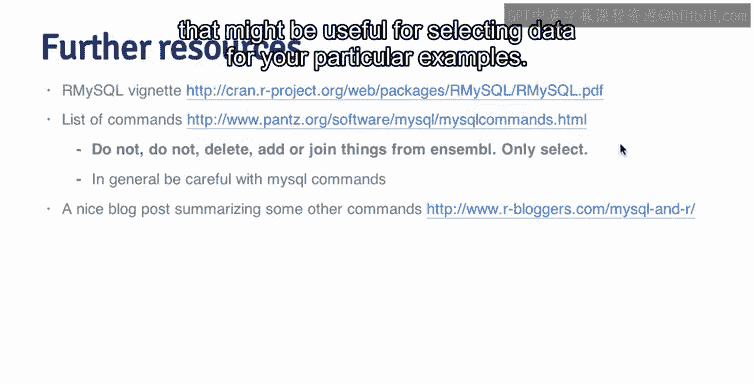 that might be useful for selecting data
for your particular examples.
Further resources
RMySQL vignette http://cran.r-project.org/web/packages/RMySQL/RMySQL.pdf
List of commands http://www.pantz.org/software/mysql/mysqlcommands.html
- Do not, do not, delete, add or join things from ensembl. Only select.
- In general be careful with mysql commands
A nice blog post summarizing some other commands http://www.r-bloggers.com/mysql-and-r/